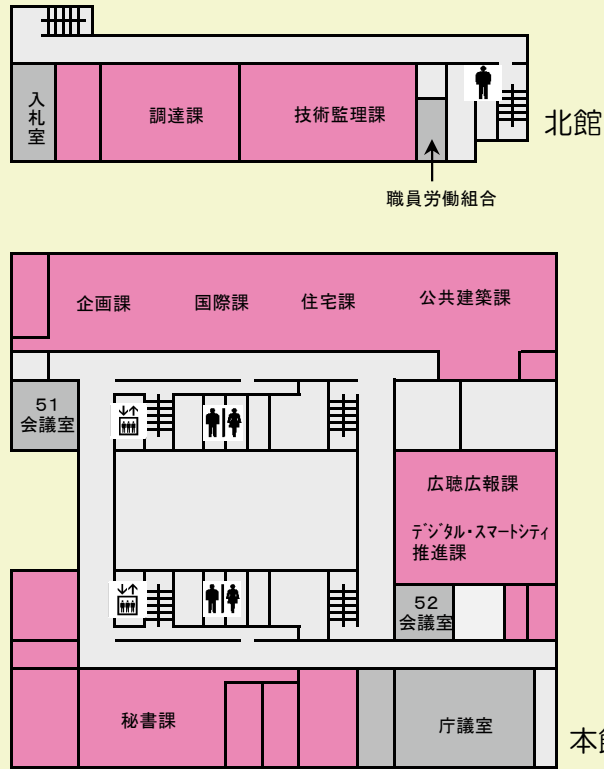 入札室
調達課
技術監理課
北館
職員労働組合
企画課
国際課
住宅課
公共建築課
51
会議室
広聴広報課
デジタル・スマートシティ
推進課
52
会議室
秘書課
庁議室
本館